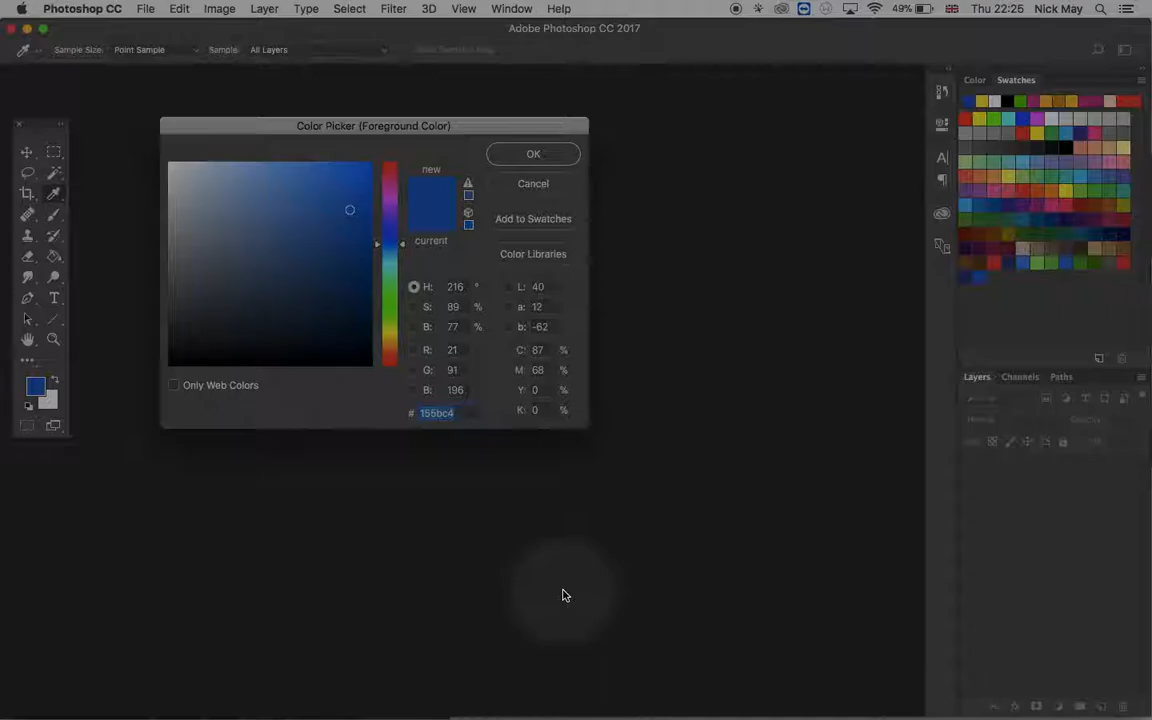 Photoshop CC File Edit Image Layer Type Select Filter 3D View Window Help 49% Thu 22:25 Nick May
Adobe Photoshop CC 2017
Sample Size: Point Sample Sample: All Layers
Color Swatches
Color Picker (Foreground Color)
new
OK
Cancel
Add to Swatches
current
Color Libraries
H: 216 ° L: 40
S: 89 % a: 12
B: 77 % b: -62
R: 21 C: 87 %
G: 91 M: 68 %
B: 196 Y: 0 %
# 155bc4 K: 0 %
Only Web Colors
Layers Channels Paths